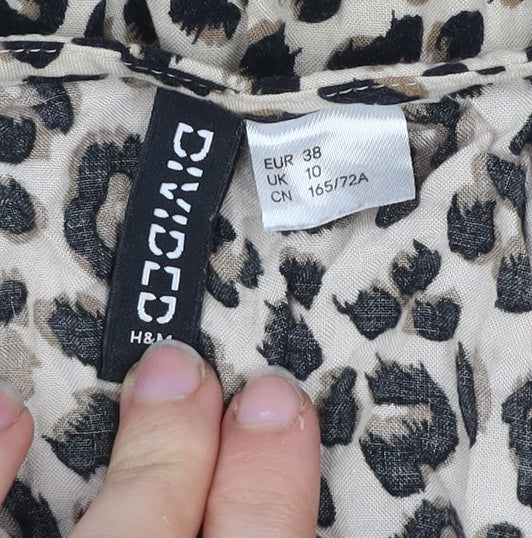 DIVIDED
H&M
EUR 38
UK 10
CN 165/72A